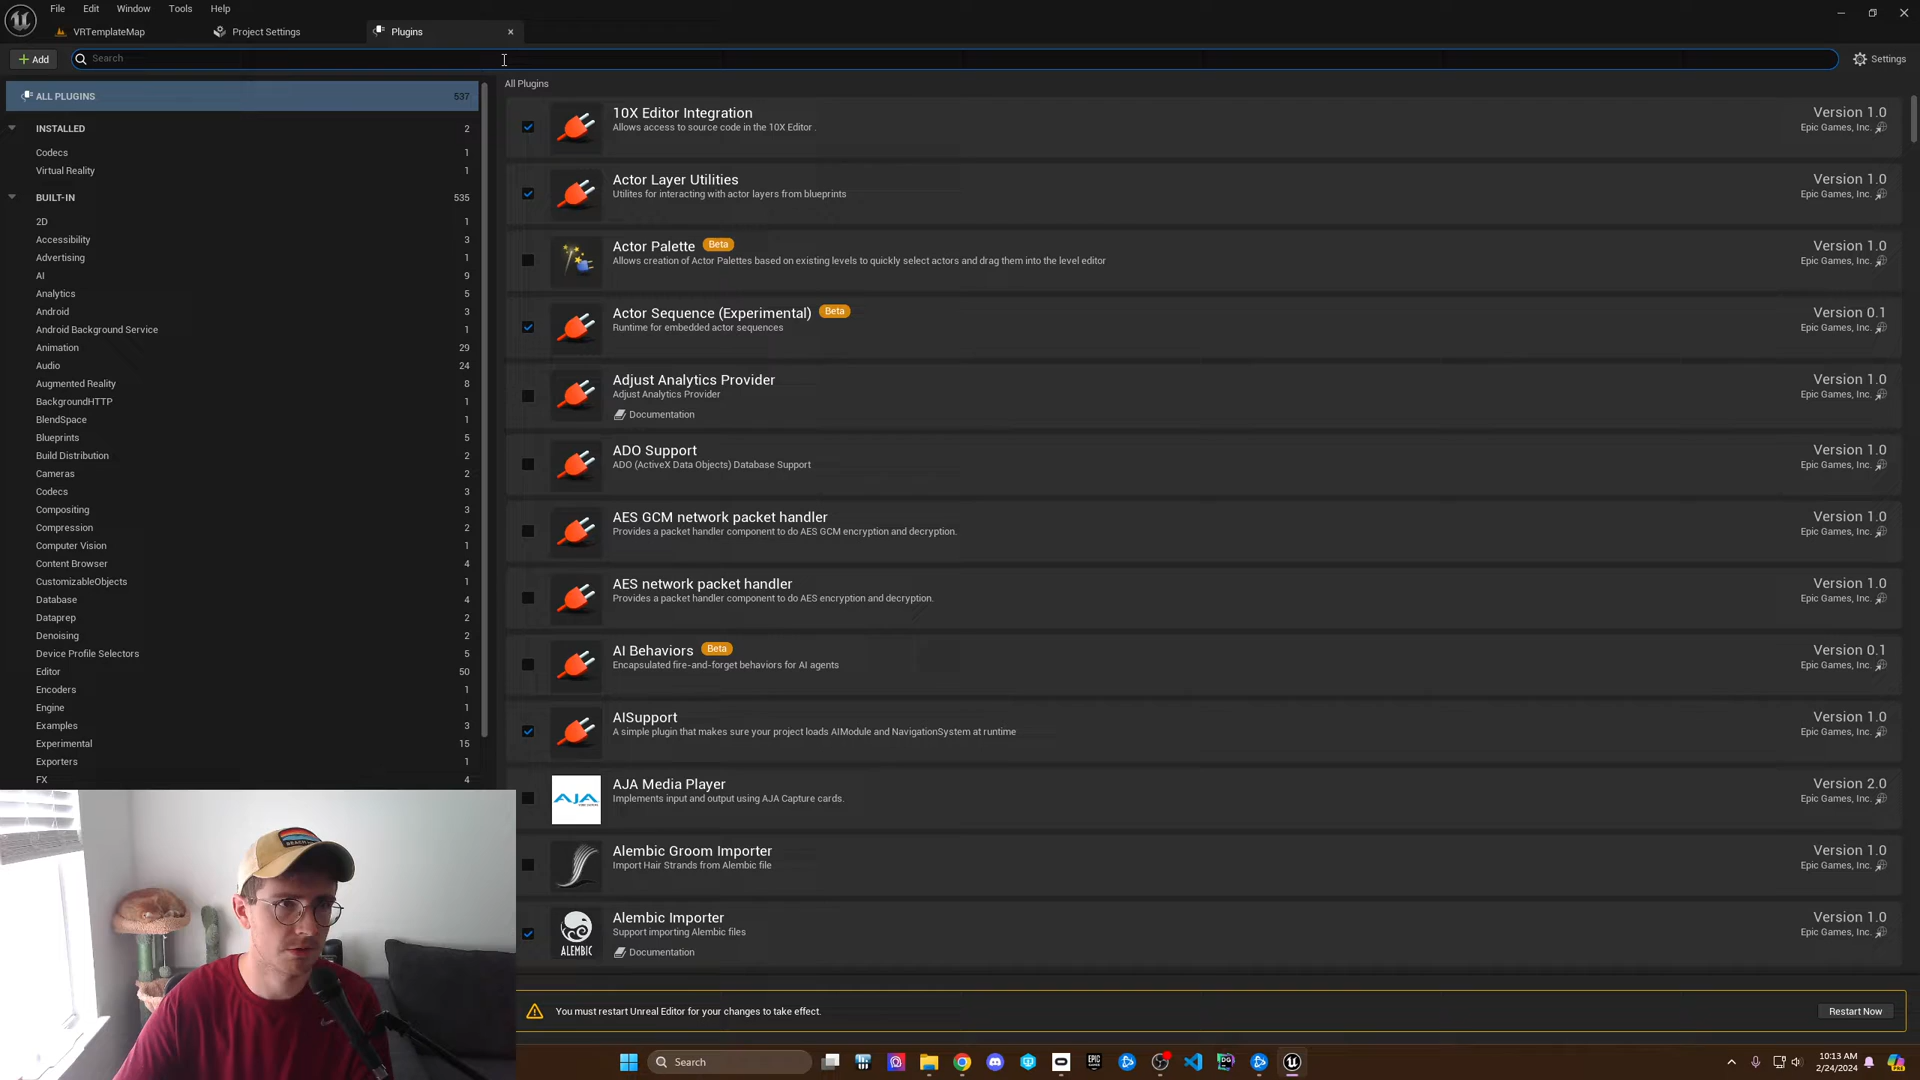 File Edit Window Tools Help
VRTemplateMap Project Settings Plugins
Add Search Settings
ALL PLUGINS 537
INSTALLED 2
Codecs 1
Virtual Reality 1
BUILT-IN 535
2D 1
Accessibility 3
Advertising 1
AI 9
Analytics 5
Android 3
Android Background Service 1
Animation 29
Audio 24
Augmented Reality 8
BackgroundHTTP 1
BlendSpace 1
Blueprints 5
Build Distribution 2
Cameras 2
Codecs 3
Compositing 3
Compression 2
Computer Vision 1
Content Browser 4
CustomizableObjects 1
Database 4
Dataprep 2
Denoising 2
Device Profile Selectors 5
Editor 50
Encoders 1
Engine 1
Examples 3
Experimental 15
Exporters 1
FX 4
All Plugins
10X Editor Integration Version 1.0
Allows access to source code in the 10X Editor . Epic Games, Inc.
Actor Layer Utilities Version 1.0
Utilites for interacting with actor layers from blueprints Epic Games, Inc.
Actor Palette Beta Version 1.0
Allows creation of Actor Palettes based on existing levels to quickly select actors and drag them into the level editor Epic Games, Inc.
Actor Sequence (Experimental) Beta Version 0.1
Runtime for embedded actor sequences Epic Games, Inc.
Adjust Analytics Provider Version 1.0
Adjust Analytics Provider Epic Games, Inc.
Documentation
ADO Support Version 1.0
ADO (ActiveX Data Objects) Database Support Epic Games, Inc.
AES GCM network packet handler Version 1.0
Provides a packet handler component to do AES GCM encryption and decryption. Epic Games, Inc.
AES network packet handler Version 1.0
Provides a packet handler component to do AES encryption and decryption. Epic Games, Inc.
AI Behaviors Beta Version 0.1
Encapsulated fire-and-forget behaviors for AI agents Epic Games, Inc.
AISupport Version 1.0
A simple plugin that makes sure your project loads AIModule and NavigationSystem at runtime Epic Games, Inc.
AJA Media Player Version 2.0
AJA
Implements input and output using AJA Capture cards. Epic Games, Inc.
Alembic Groom Importer Version 1.0
Import Hair Strands from Alembic file Epic Games, Inc.
Alembic Importer Version 1.0
Support importing Alembic files Epic Games, Inc.
ALEMBIC Documentation
You must restart Unreal Editor for your changes to take effect. Restart Now
Search
EPIC
DG
10:13 AM
2/24/2024